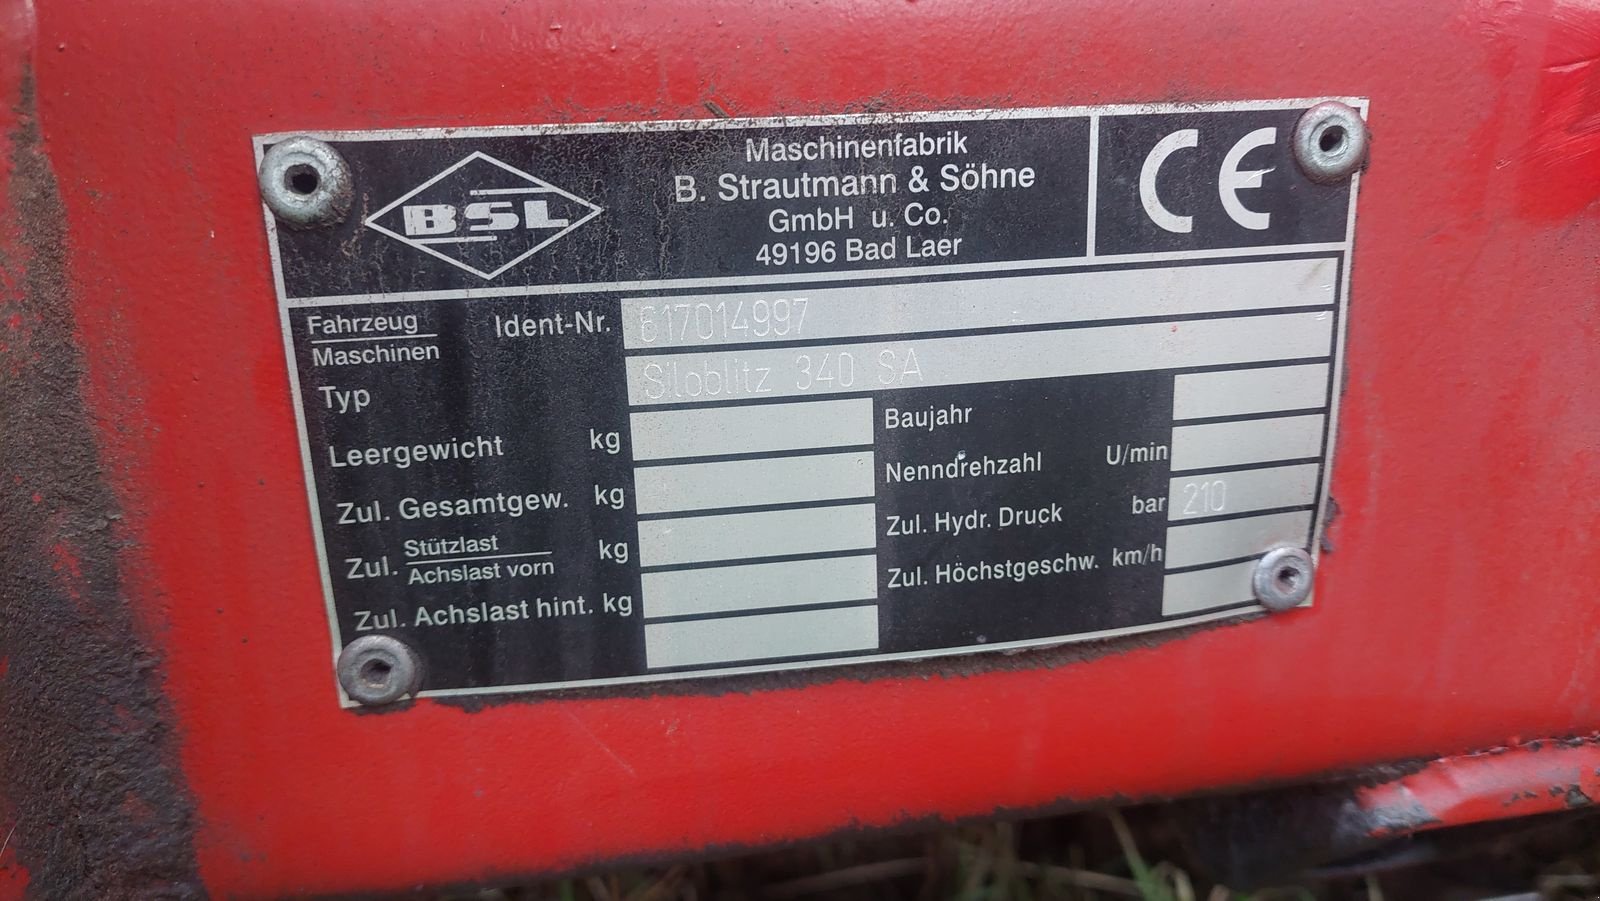 BSL
Maschinenfabrik
B. Strautmann & Söhne
GmbH u. Co.
49196 Bad Laer
CE
Fahrzeug
Maschinen
Ident-Nr. 617014997
Typ Siloblitz 340 SA
Leergewicht kg
Zul. Gesamtgew. kg
Zul. Stützlast
Achslast vorn kg
Zul. Achslast hint. kg
Baujahr
Nenndrehzahl U/min
Zul. Hydr. Druck bar 210
Zul. Höchstgeschw. km/h